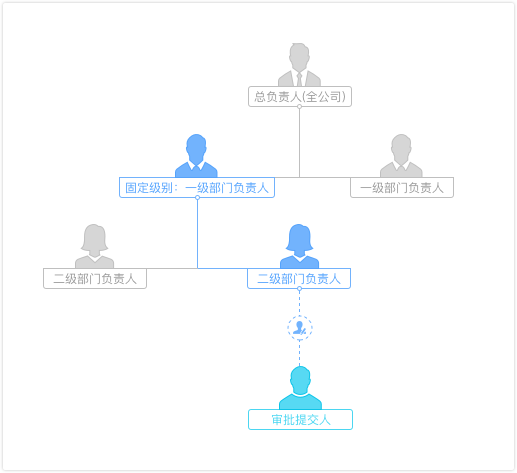 总负责人(全公司)
固定级别：一级部门负责人
一级部门负责人
二级部门负责人
二级部门负责人
审批提交人